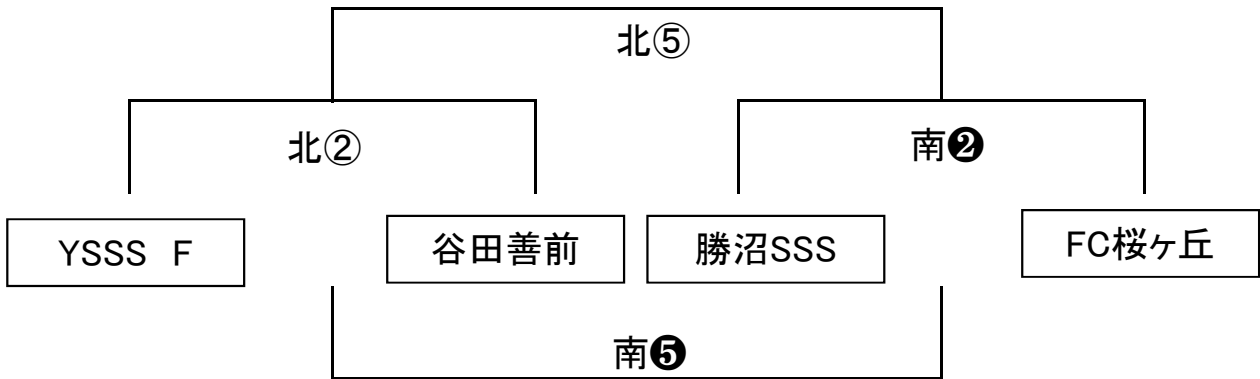 北⑤
北②
南❷
YSSS F
谷田善前
勝沼SSS
FC桜ヶ丘
南❺